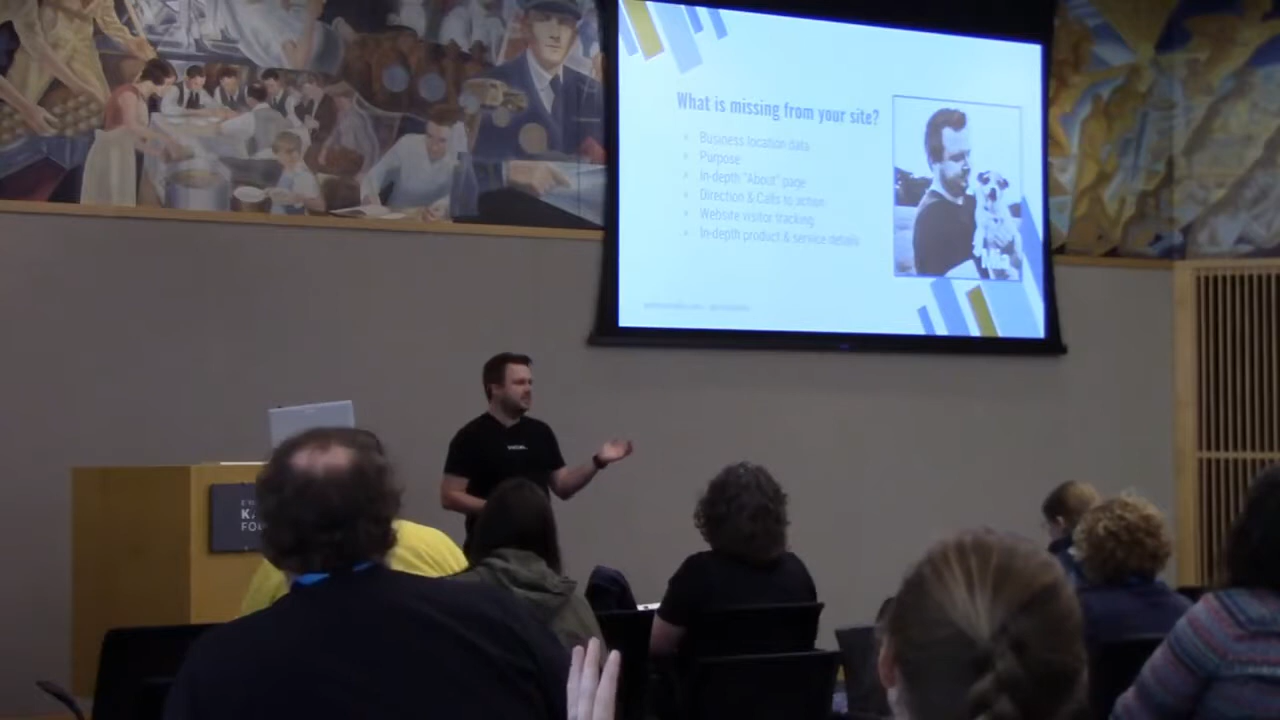 What is missing from your site?
Business location data
Purpose
In-depth "About" page
Direction & Calls to action
Website visitor tracking
In-depth product & service details